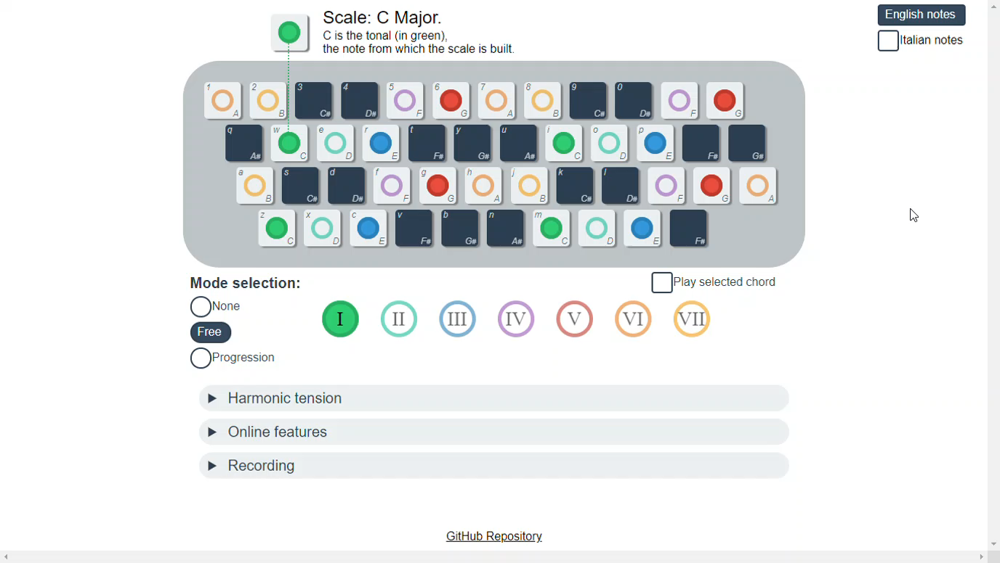 Scale: C Major.
C is the tonal (in green),
the note from which the scale is built.
English notes
Italian notes
1 A 2 B 3 C# 4 D# 5 F 6 G 7 A 8 B 9 C# 0 D# F G
q A# w C e D r E t F# y G# u A# i C o D p E F# G#
a B s C# d D# f F g G h A j B k C# l D# F G A
z C x D c E v F# b G# n A# m C D E F#
Mode selection:
Play selected chord
None
Free
Progression
I II III IV V VI VII
Harmonic tension
Online features
Recording
GitHub Repository